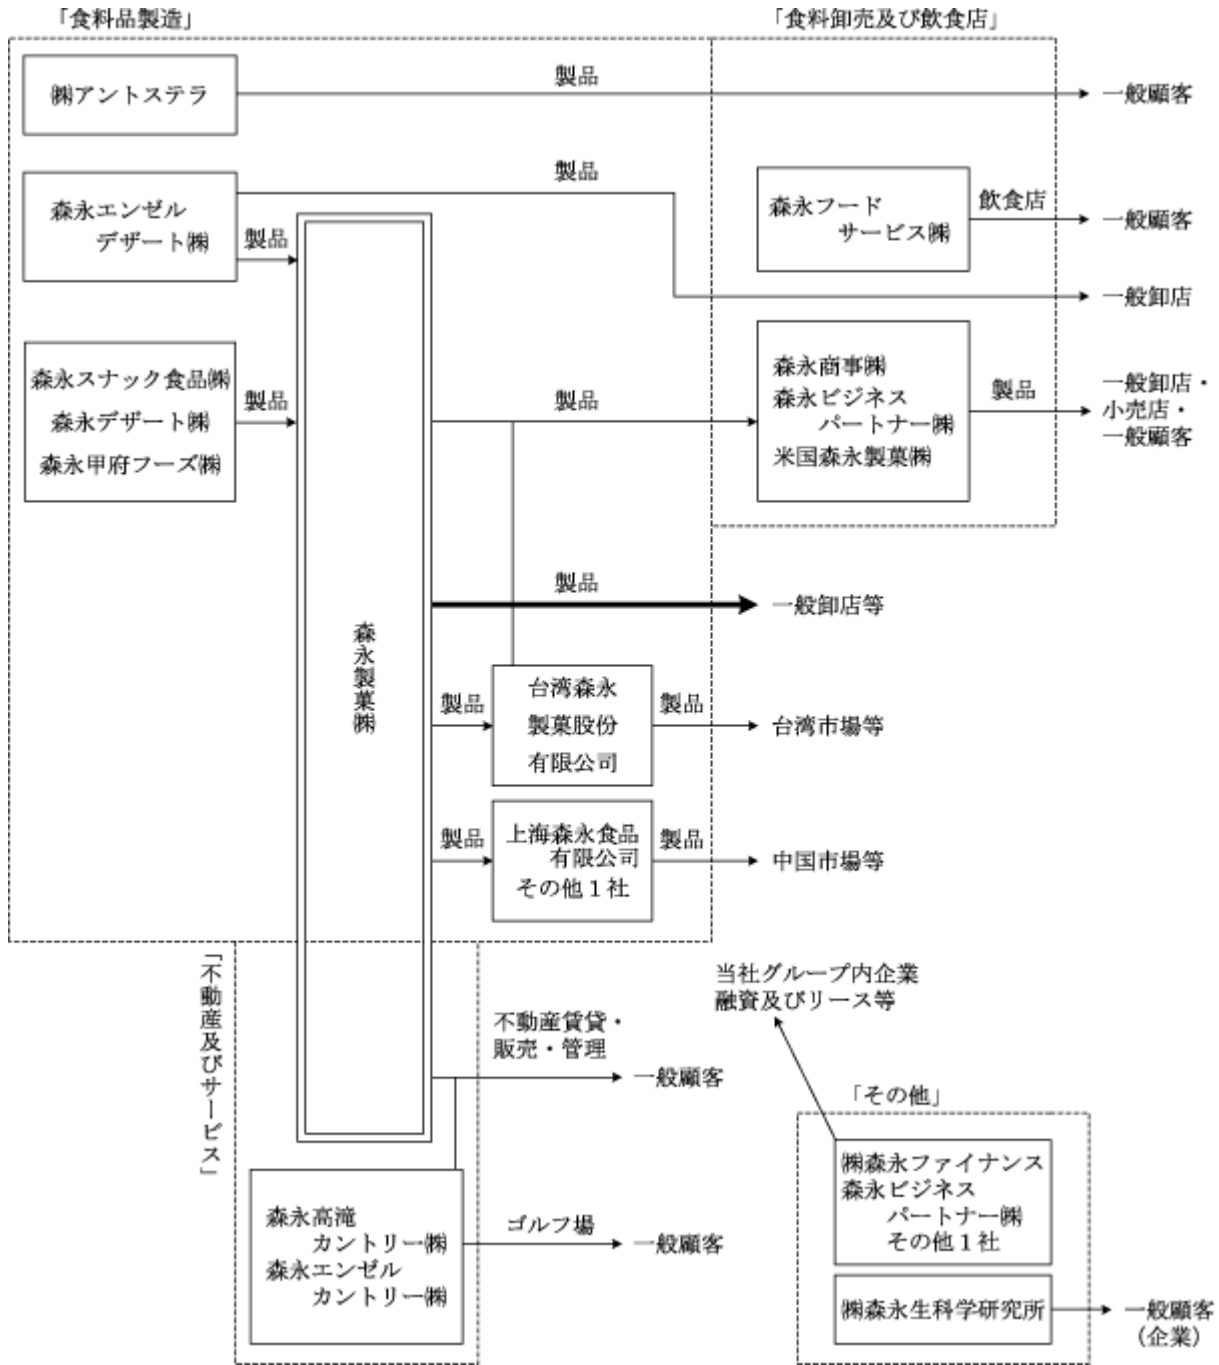 「食料品製造」
「食料卸売及び飲食店」
㈱アントステラ
製品
一般顧客
森永エンゼル
デザート㈱
製品
製品
森永フード
サービス㈱
飲食店
一般顧客
一般卸店
森永スナック食品㈱
森永デザート㈱
森永甲府フーズ㈱
製品
製品
森永商事㈱
森永ビジネス
パートナー㈱
米国森永製菓㈱
製品
一般卸店・
小売店・
一般顧客
森永製菓㈱
製品
一般卸店等
製品
台湾森永
製菓股份
有限公司
製品
台湾市場等
製品
上海森永食品
有限公司
その他１社
製品
中国市場等
「不動産及びサービス」
不動産賃貸・
販売・管理
一般顧客
森永高滝
カントリー㈱
森永エンゼル
カントリー㈱
ゴルフ場
一般顧客
当社グループ内企業
融資及びリース等
「その他」
㈱森永ファイナンス
森永ビジネス
パートナー㈱
その他１社
㈱森永生科学研究所
一般顧客
(企業)